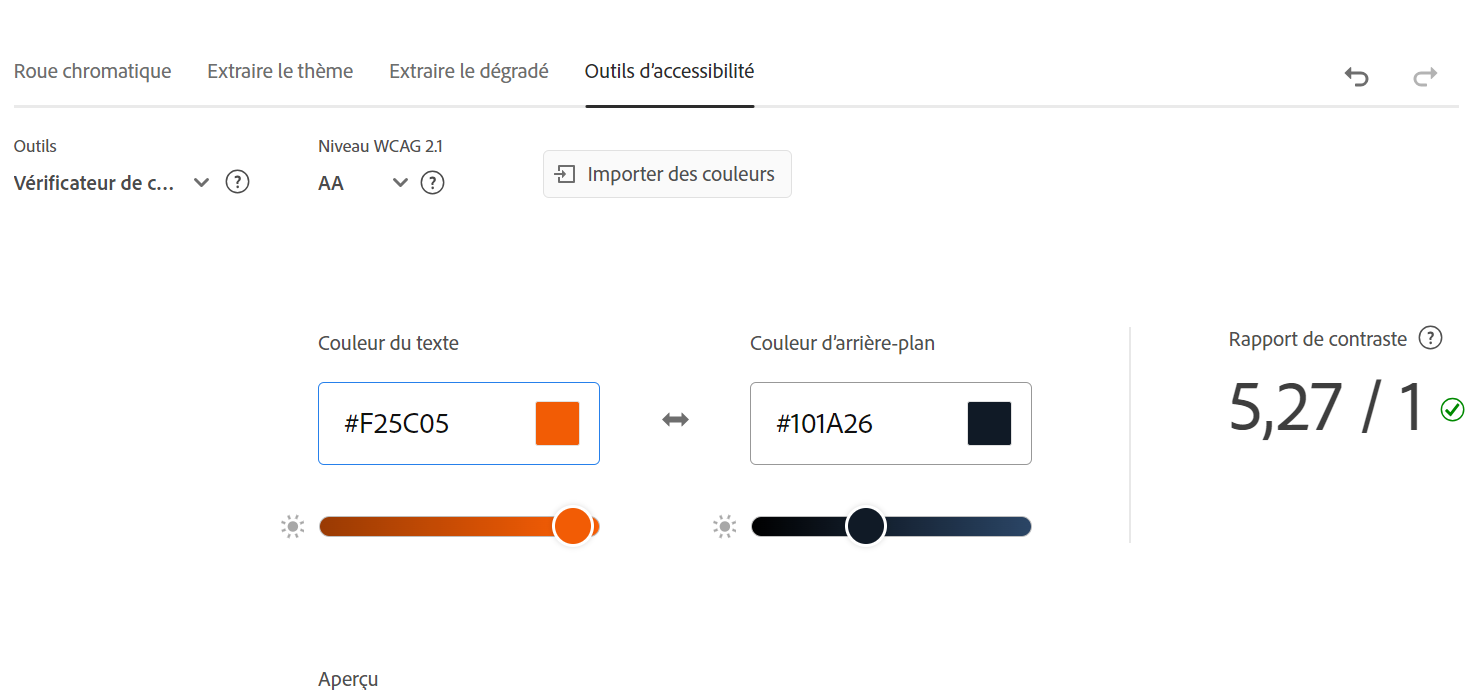 Roue chromatique Extraire le thème Extraire le dégradé Outils d’accessibilité
Outils Niveau WCAG 2.1
Vérificateur de c... ? AA ? Importer des couleurs
Couleur du texte Couleur d’arrière-plan Rapport de contraste ?
#F25C05 #101A26 5,27 / 1
Aperçu